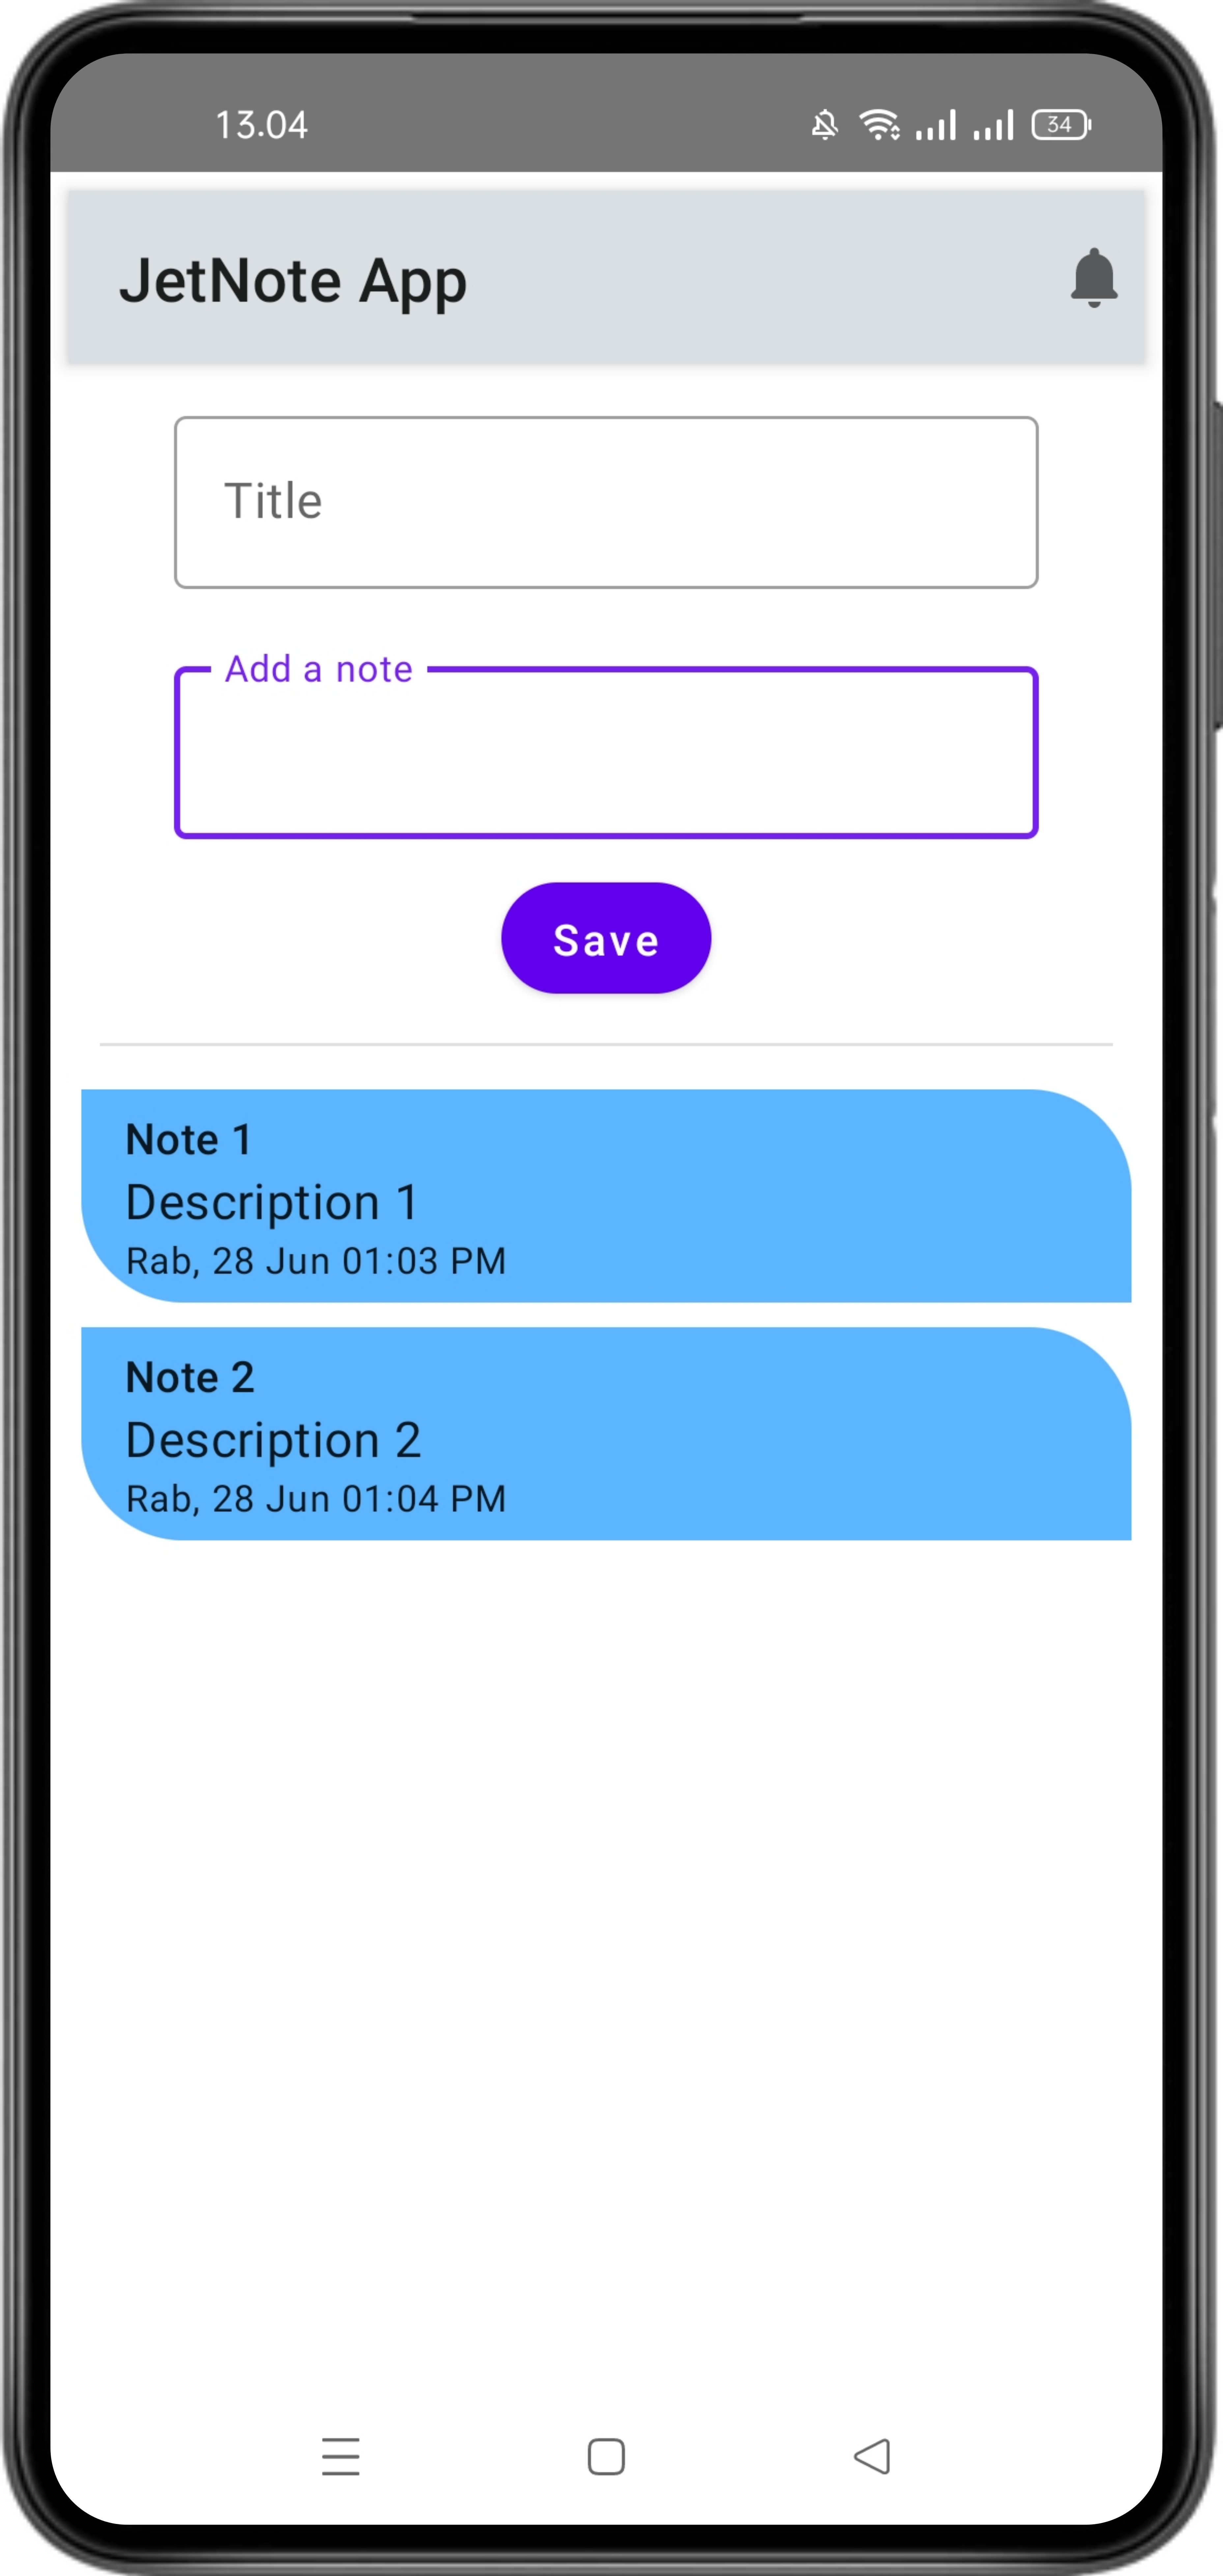 13.04
34
JetNote App
Title
Add a note
Save
Note 1
Description 1
Rab, 28 Jun 01:03 PM
Note 2
Description 2
Rab, 28 Jun 01:04 PM